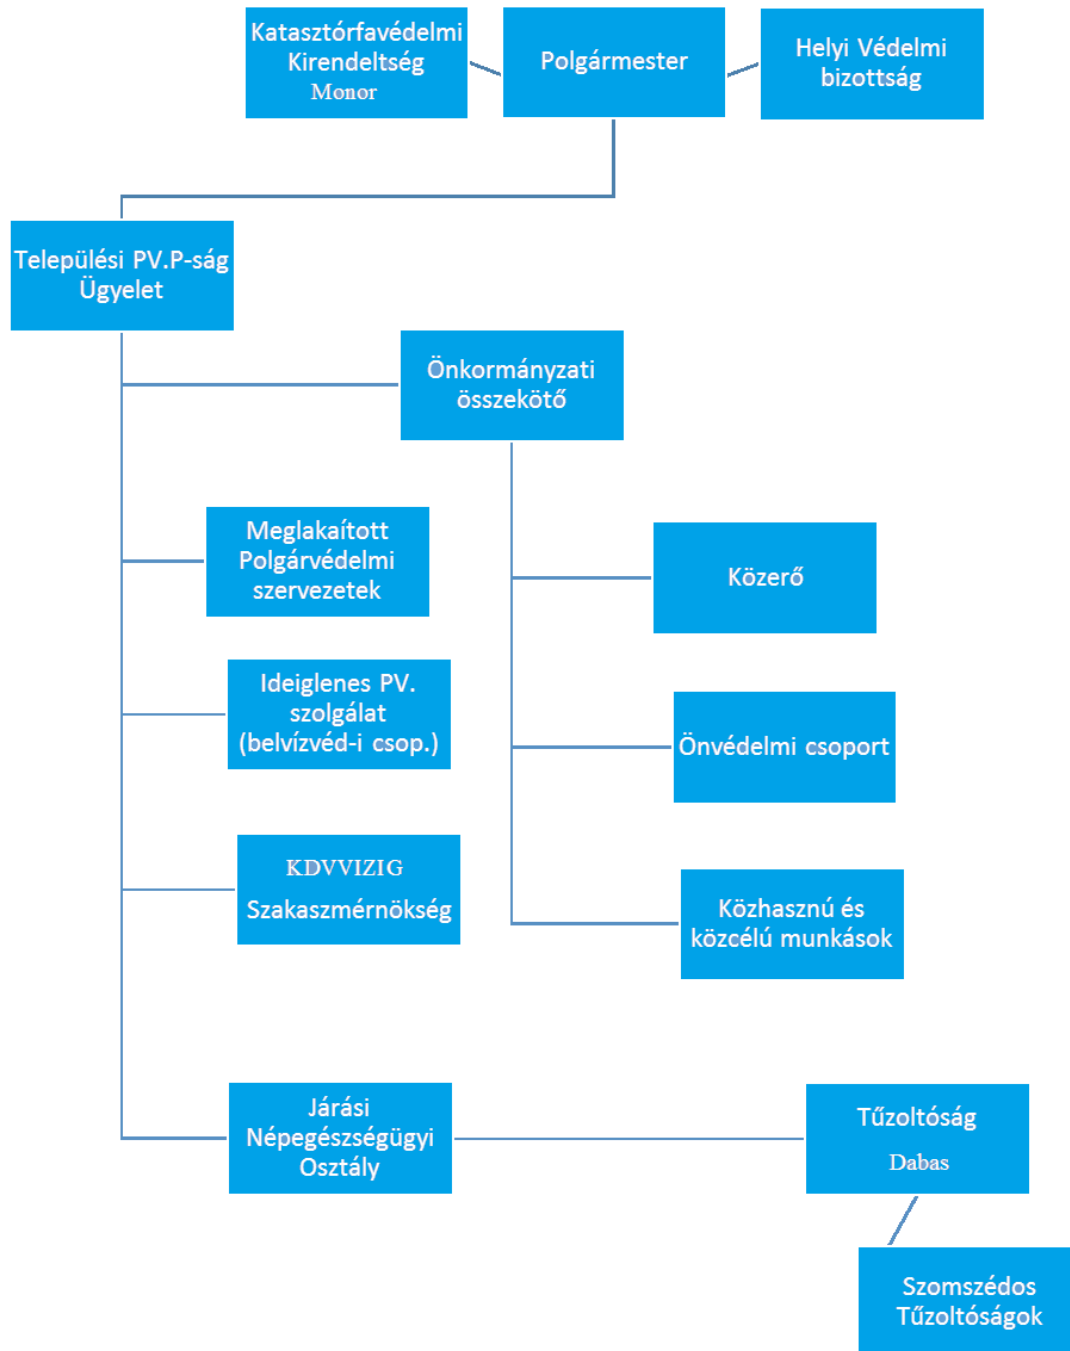 Katasztórfavédelmi
Kirendeltség
Monor
Polgármester
Helyi Védelmi
bizottság
Települési PV.P-ság
Ügyelet
Önkormányzati
összekötő
Meglakaított
Polgárvédelmi
szervezetek
Közerő
Ideiglenes PV.
szolgálat
(belvízvéd-i csop.)
Önvédelmi csoport
KDVVIZIG
Szakaszmérnökség
Közhasznú és
közcélú munkások
Járási
Népegészségügyi
Osztály
Tűzoltóság
Dabas
Szomszédos
Tűzoltóságok